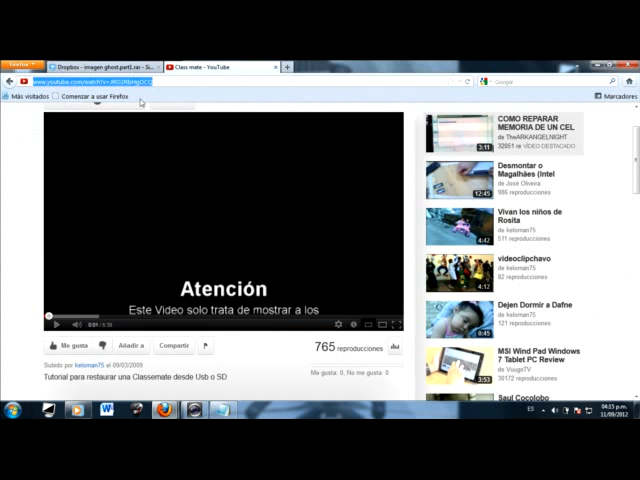 Firefox
Dropbox - imagen ghost.part1.rar - Si...
Class mate - YouTube
Google
Más visitados
Comenzar a usar Firefox
Marcadores
Atención
Este Video solo trata de mostrar a los
0:01 / 6:39
Me gusta
Añadir a
Compartir
765 reproducciones
Subido por keloman75 el 09/03/2009
Me gusta: 0, No me gusta: 0
Tutorial para restaurar una Classemate desde Usb o SD
COMO REPARAR
MEMORIA DE UN CEL
de TheARKANGELNIGHT
32051 re VÍDEO DESTACADO
3:11
Desmontar o
Magalhães (Intel
de José Oliveira
986 reproducciones
12:45
Vivan los niños de
Rosita
de keloman75
511 reproducciones
4:42
videoclipchavo
de keloman75
82 reproducciones
4:12
Dejen Dormir a Dafne
de keloman75
121 reproducciones
0:45
MSI Wind Pad Windows
7 Tablet PC Review
de VuugoTV
30172 reproducciones
3:53
Saul Cocolobo
ES
04:15 p.m.
11/09/2012